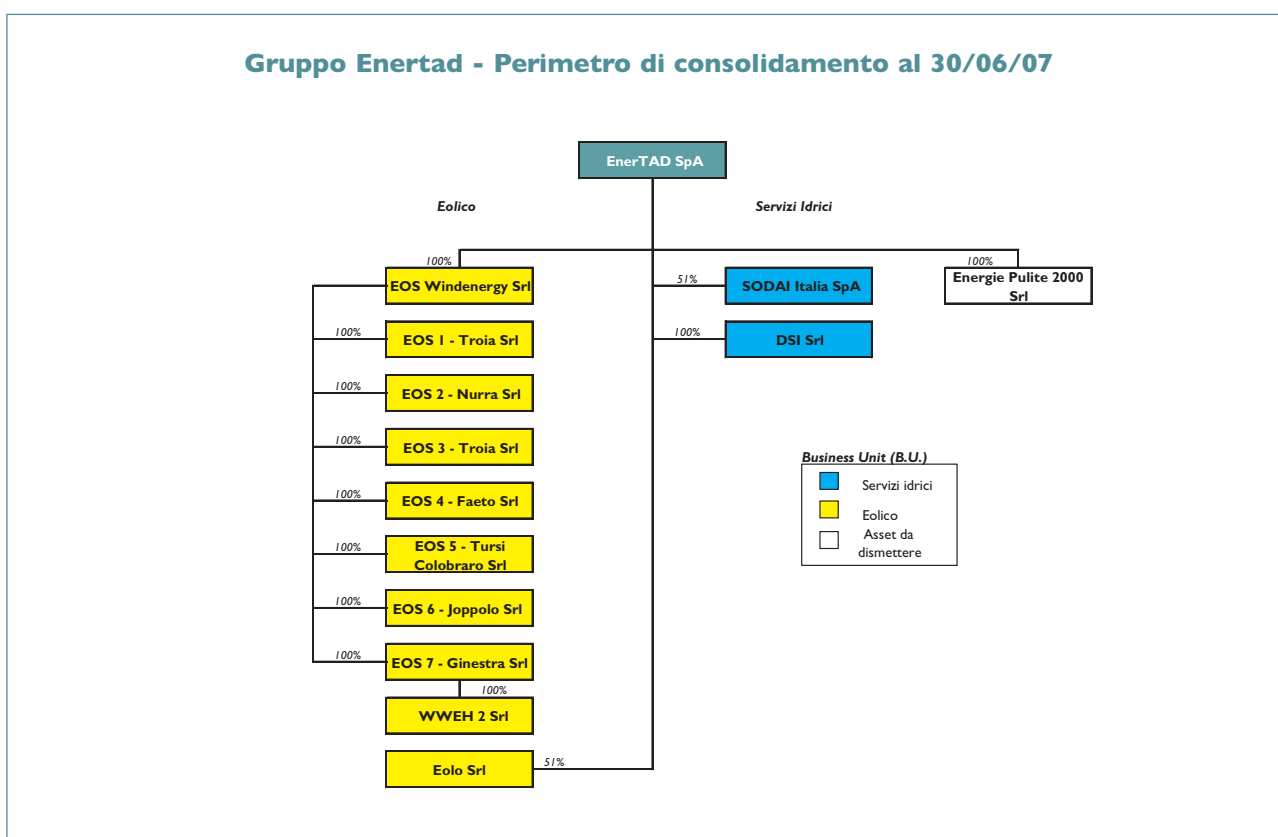 Gruppo Enertad - Perimetro di consolidamento al 30/06/07
EnerTAD SpA
Eolico
Servizi Idrici
100%
EOS Windenergy Srl
51%
SODAI Italia SpA
100%
Energie Pulite 2000
Srl
100%
EOS 1 - Troia Srl
100%
DSI Srl
100%
EOS 2 - Nurra Srl
100%
EOS 3 - Troia Srl
100%
EOS 4 - Faeto Srl
100%
EOS 5 - Tursi
Colobraro Srl
100%
EOS 6 - Joppolo Srl
100%
EOS 7 - Ginestra Srl
100%
WWEH 2 Srl
Eolo Srl
51%
Business Unit (B.U.)
Servizi idrici
Eolico
Asset da
dismettere